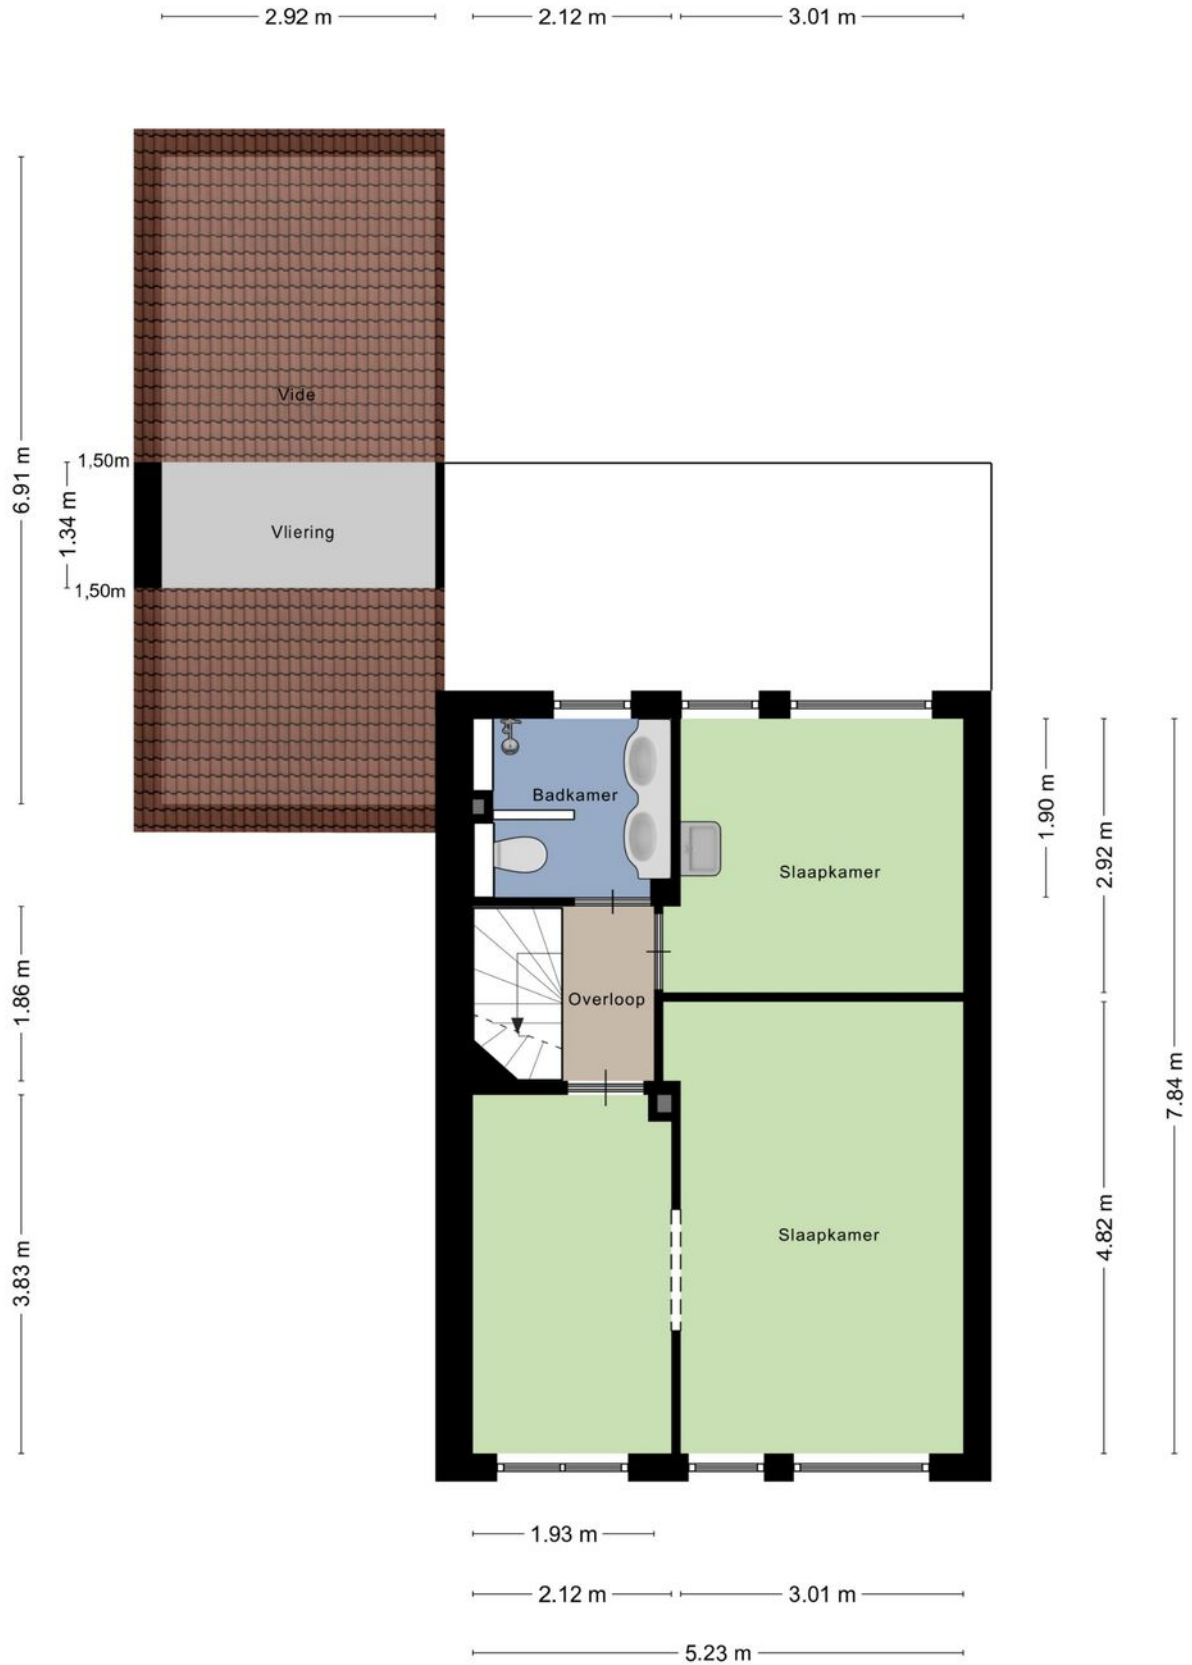 2.92 m
2.12 m
3.01 m
Vide
1,50m
6.91 m
1.34 m
Vliering
1,50m
Badkamer
1.90 m
2.92 m
Slaapkamer
1.86 m
Overloop
7.84 m
4.82 m
Slaapkamer
3.83 m
1.93 m
2.12 m
3.01 m
5.23 m